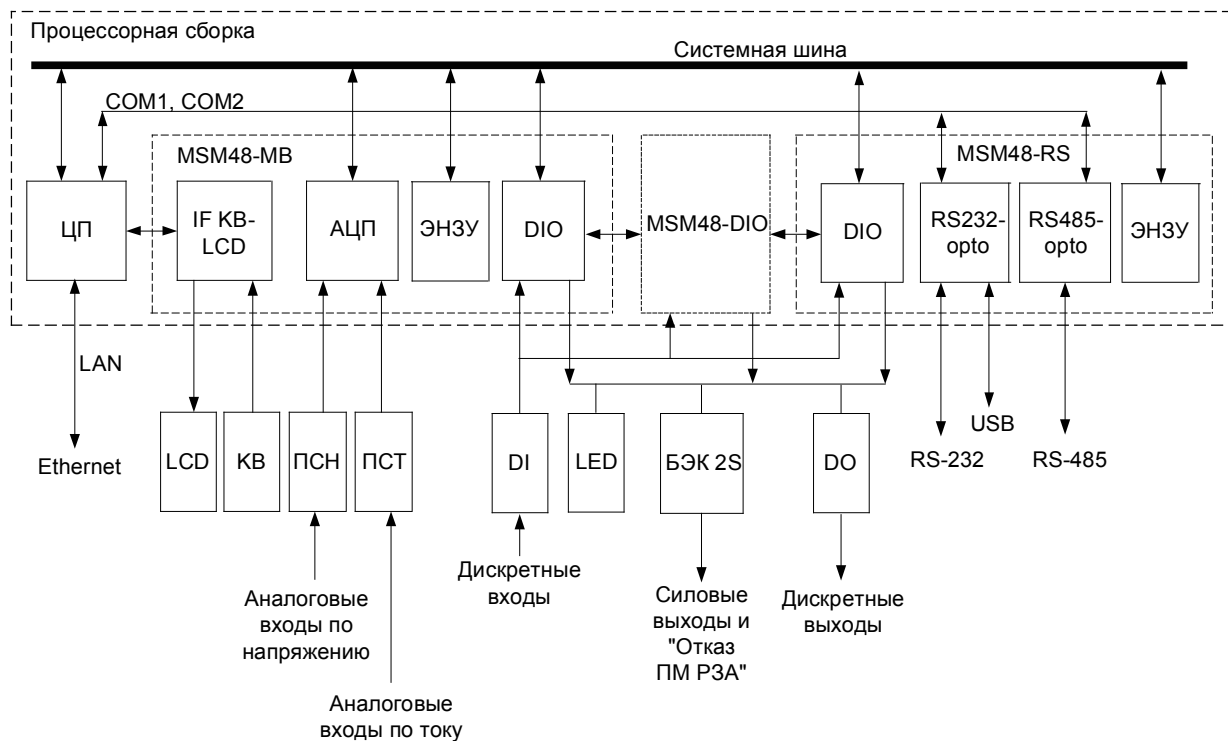 Процессорная сборка
Системная шина
COM1, COM2
MSM48-MB
MSM48-RS
ЦП
IF KB-
LCD
АЦП
ЭНЗУ
DIO
MSM48-DIO
DIO
RS232-
opto
RS485-
opto
ЭНЗУ
LAN
Ethernet
LCD
KB
ПСН
ПСТ
DI
LED
БЭК 2S
DO
USB
RS-232
RS-485
Аналоговые
входы по
напряжению
Аналоговые
входы по току
Дискретные
входы
Силовые
выходы и
"Отказ
ПМ РЗА"
Дискретные
выходы